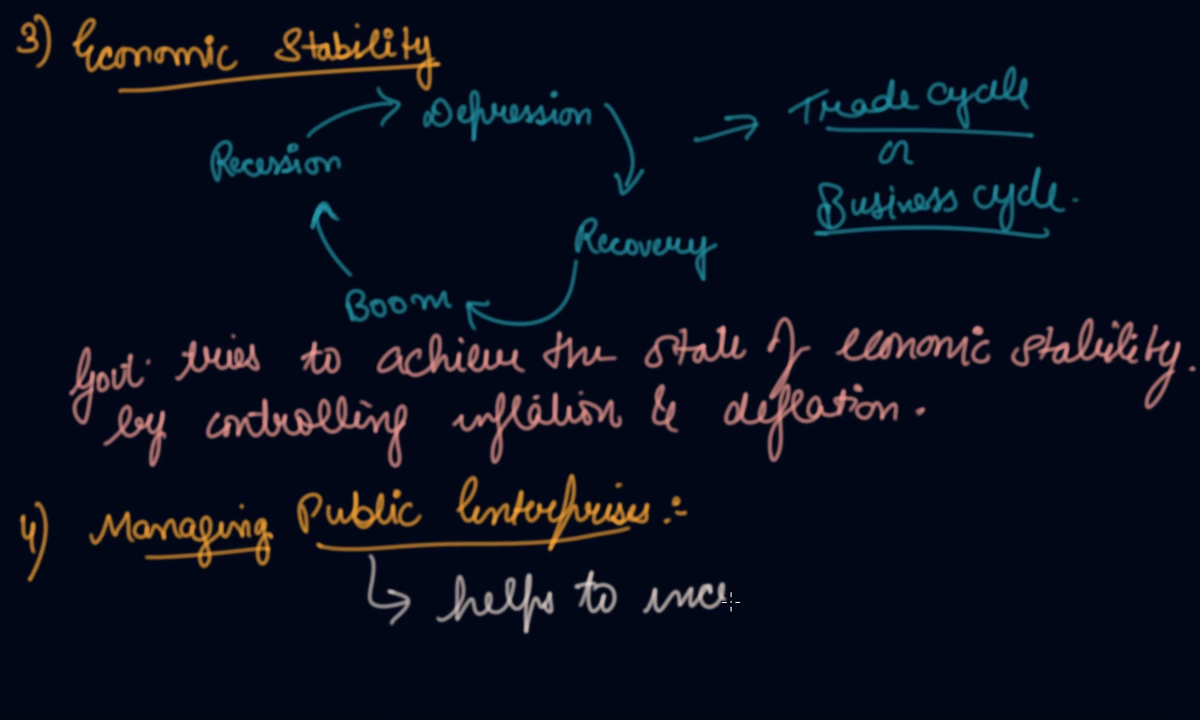 3) Economic Stability
Depression
Recession
Recovery
Boom
Trade cycle
or
Business cycle.
Govt. tries to achieve the state of economic stability.
by controlling inflation & deflation.
4) Managing Public Enterprises :-
helps to ince